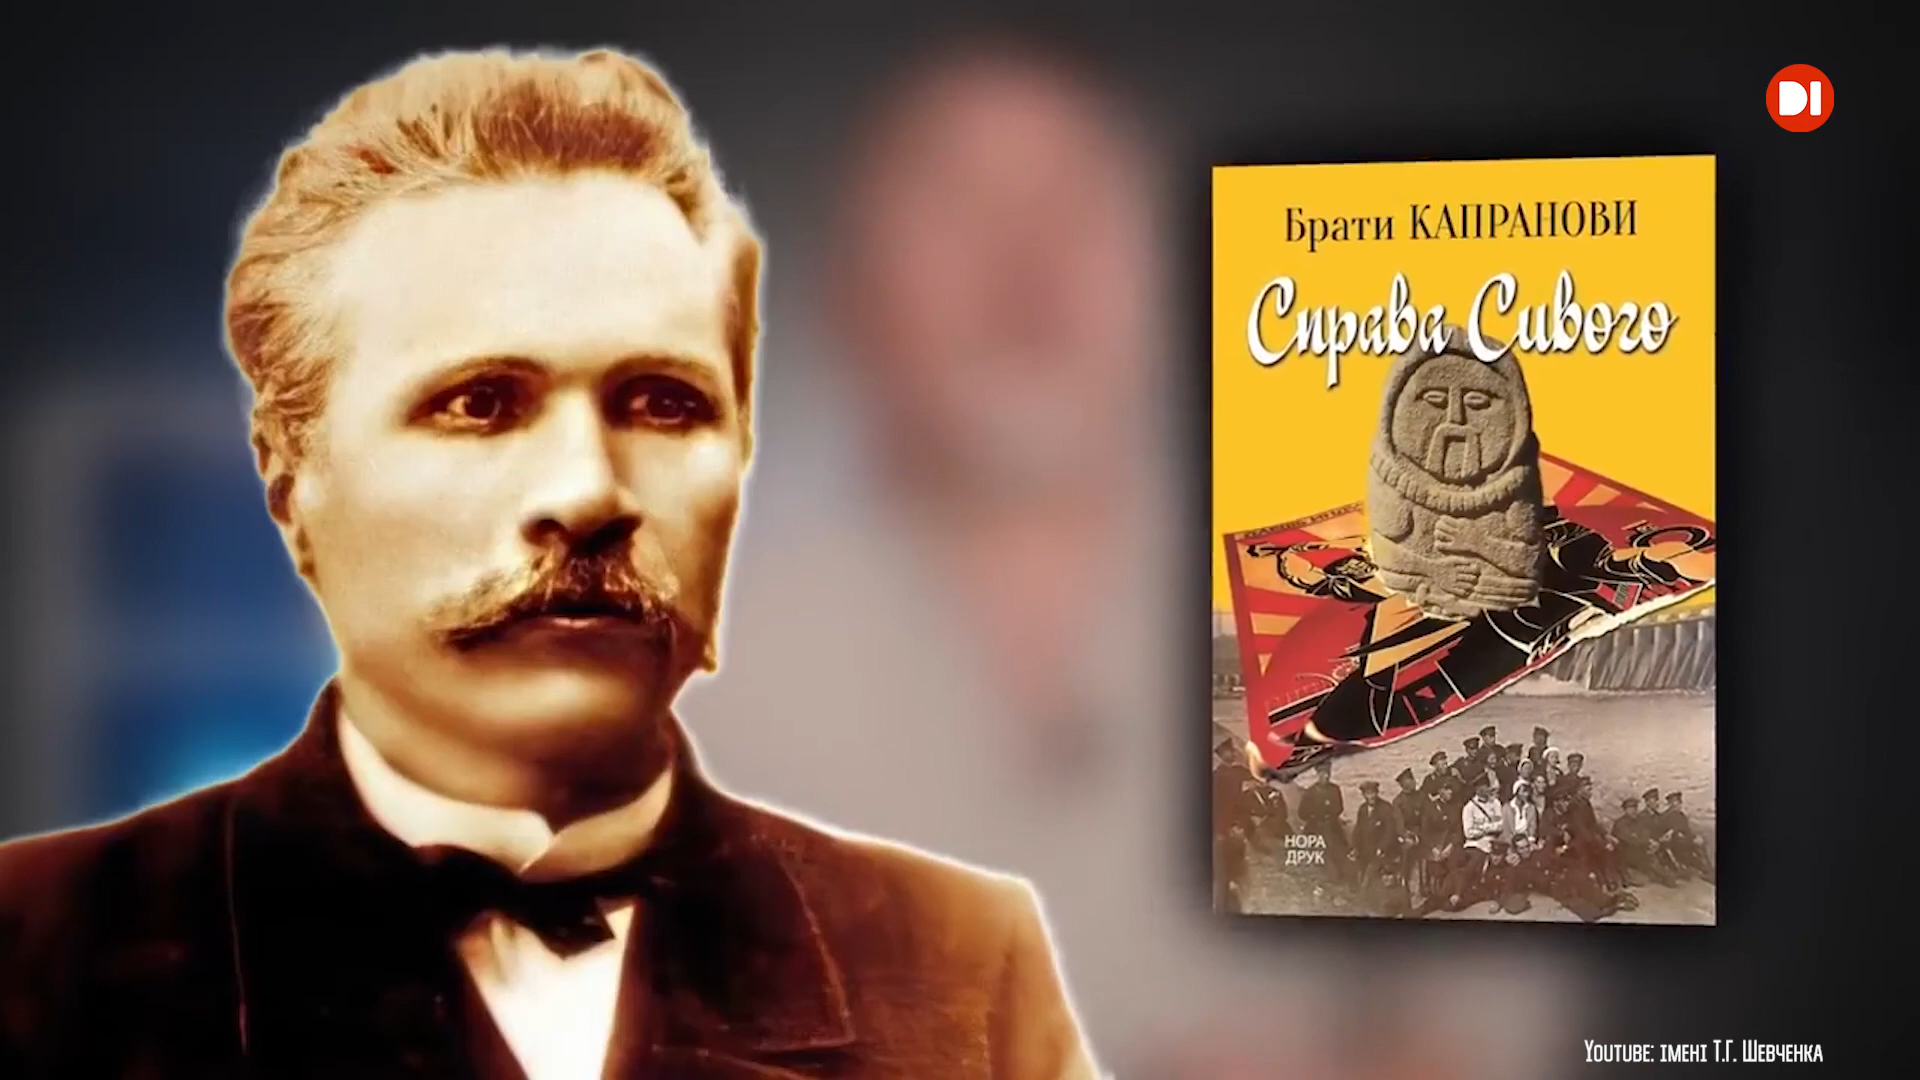 DI
Брати КАПРАНОВИ
Справа Сивого
НОРА
ДРУК
Youtube: імені Т.Г. Шевченка